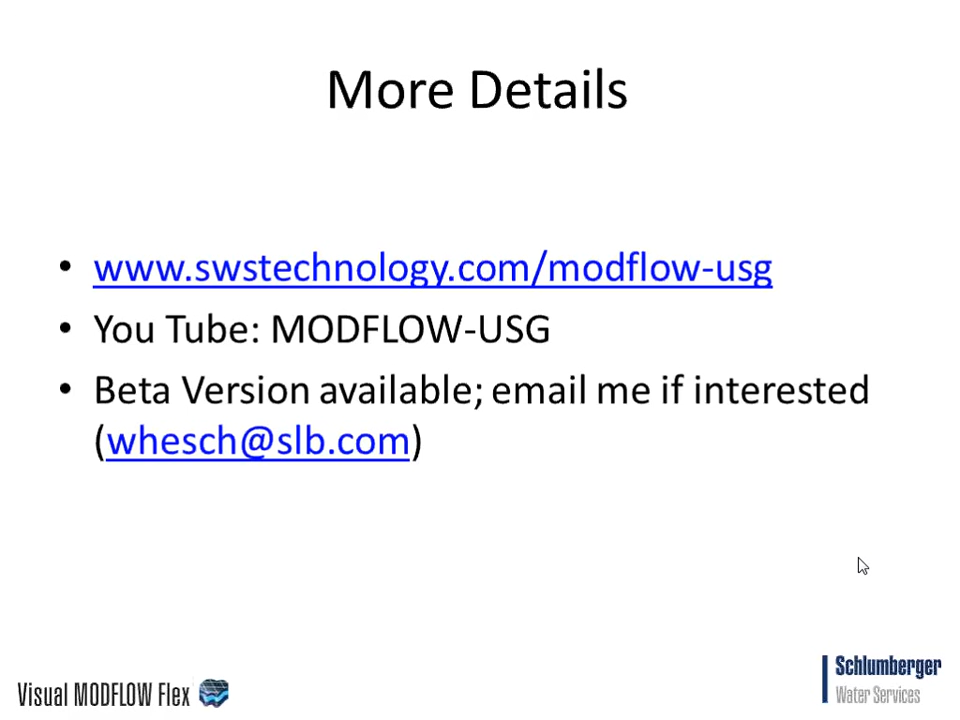 More Details
• www.swstechnology.com/modflow-usg
• You Tube: MODFLOW-USG
• Beta Version available; email me if interested
(whesch@slb.com)
Visual MODFLOW Flex
Schlumberger
Water Services